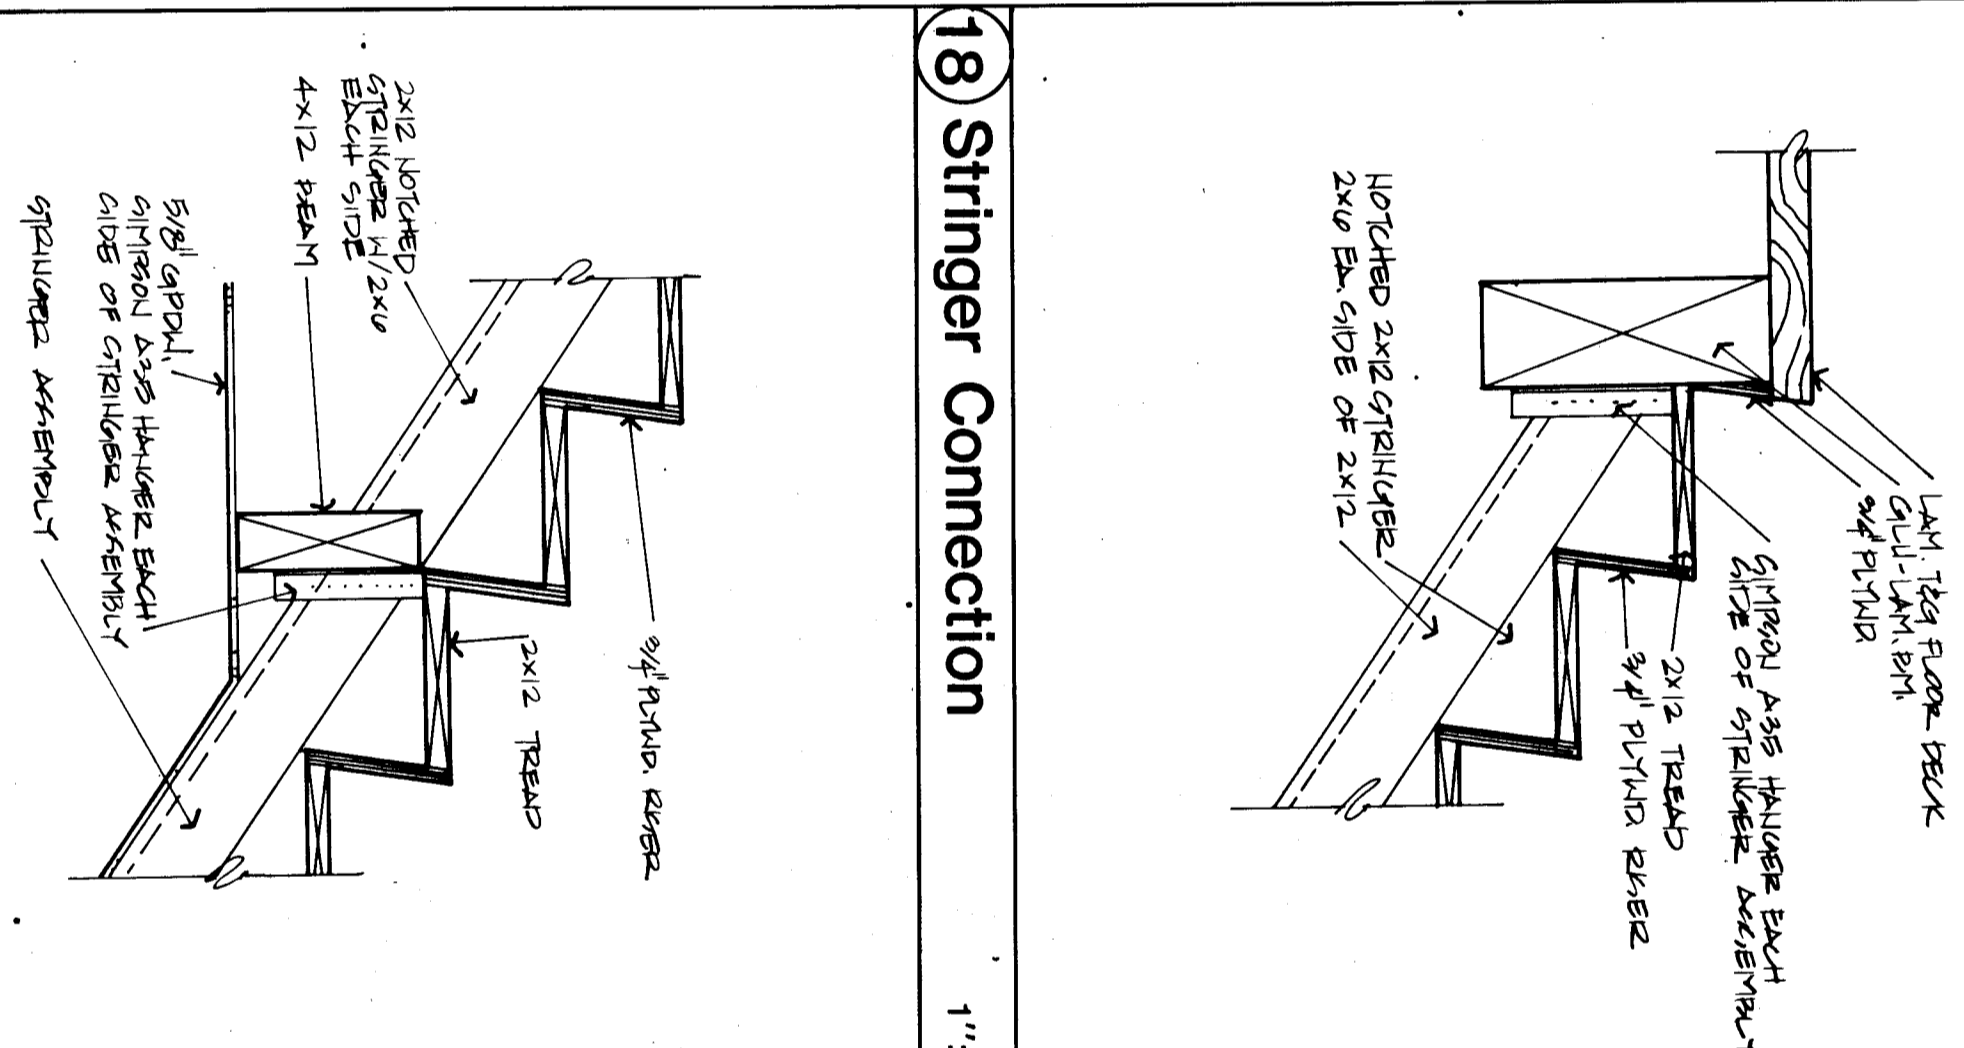 LAM. T&G FLOOR DECK
GLU-LAM. BM.
3/4" PLYWD.
SIMPSON A35 HANGER EACH
SIDE OF STRINGER ASSEMBLY
2X12 TREAD
3/4" PLYWD. RISER
NOTCHED 2X12 STRINGER
2X6 EA. SIDE OF 2X12
18 Stringer Connection 1"
3/4" PLYWD. RISER
2X12 TREAD
2X12 NOTCHED
STRINGER W/2X6
EACH SIDE
4X12 BEAM
5/8" GPDW.
SIMPSON A35 HANGER EACH
SIDE OF STRINGER ASSEMBLY
STRINGER ASSEMBLY